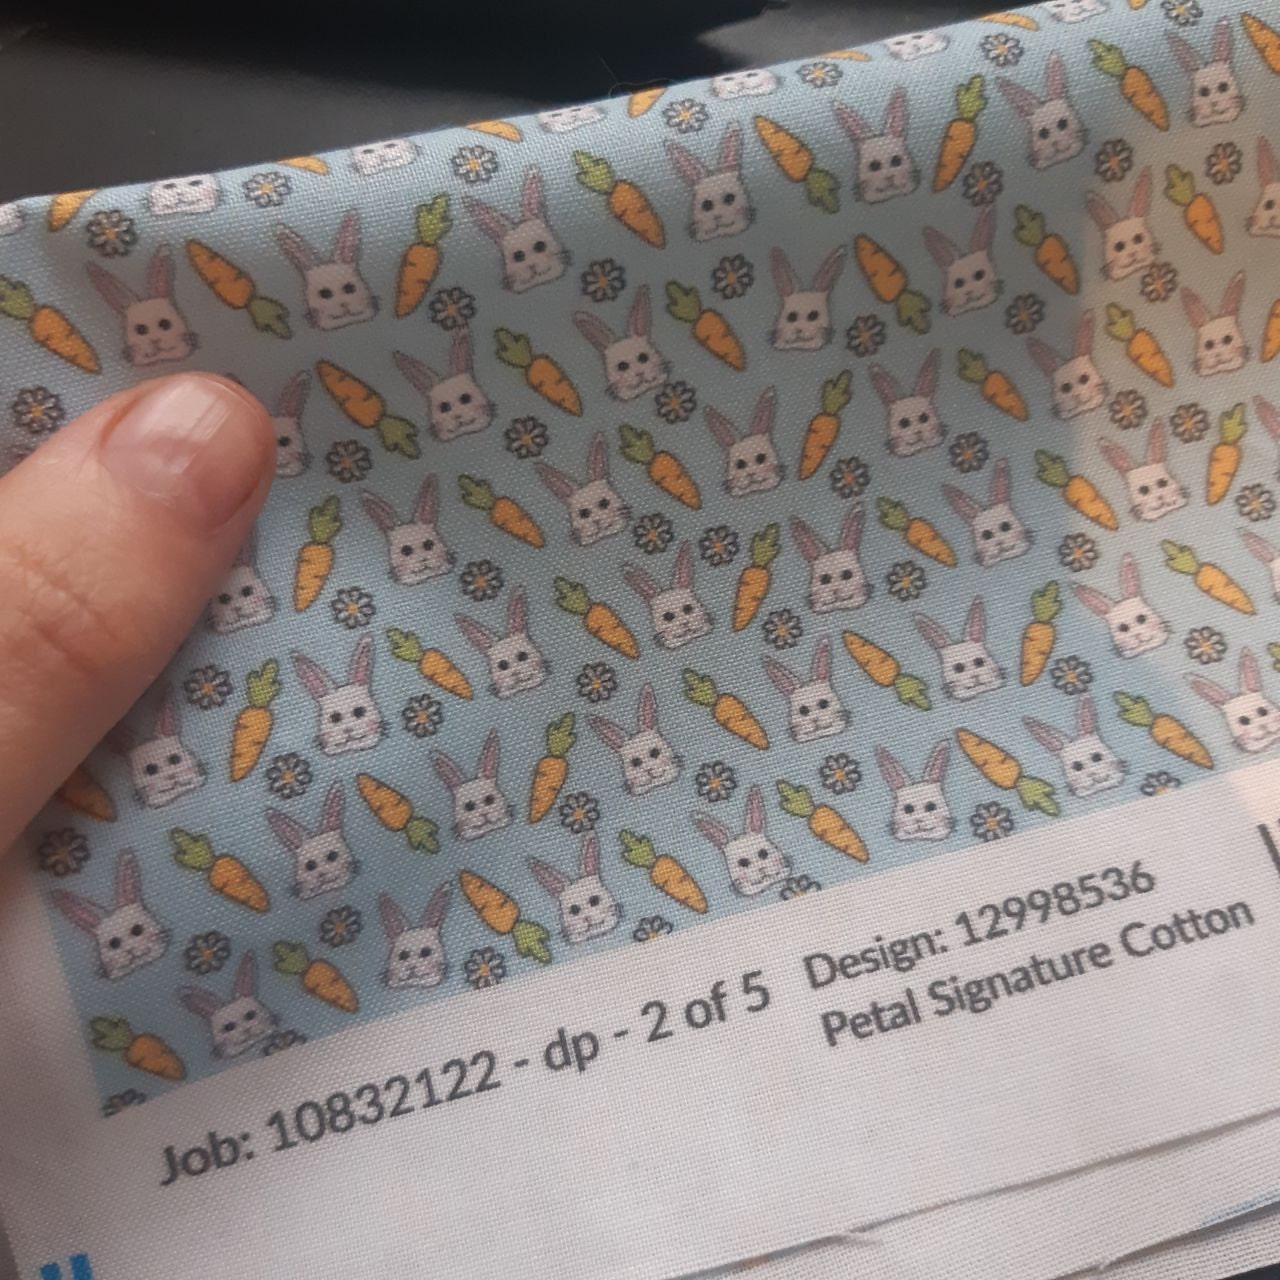 Job: 10832122 - dp - 2 of 5
Design: 12998536
Petal Signature Cotton